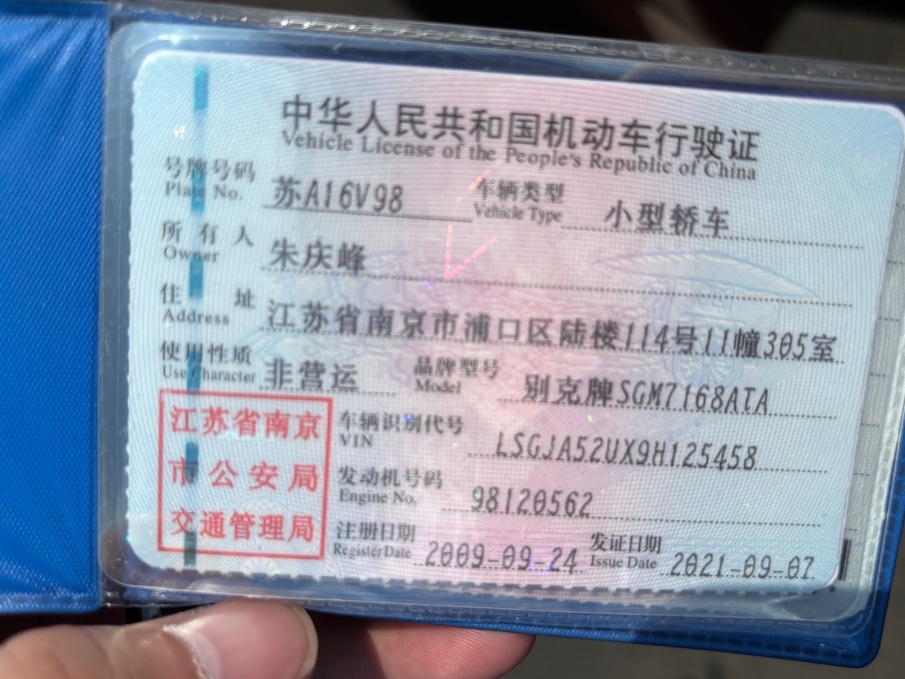 中华人民共和国机动车行驶证
Vehicle License of the People's Republic of China
号牌号码 苏A16V98 车辆类型 小型轿车
Plate No. Vehicle Type
所有人 朱庆峰
Owner
住址 江苏省南京市浦口区陆楼114号11幢305室
Address
使用性质 非营运 品牌型号 别克牌SGM7168ATA
Use Character Model
江苏省南京
市公安局
交通管理局
车辆识别代号 LSGJA52UX9H125458
VIN
发动机号码 98120562
Engine No.
注册日期 2009-09-24 发证日期 2021-09-07
Register Date Issue Date